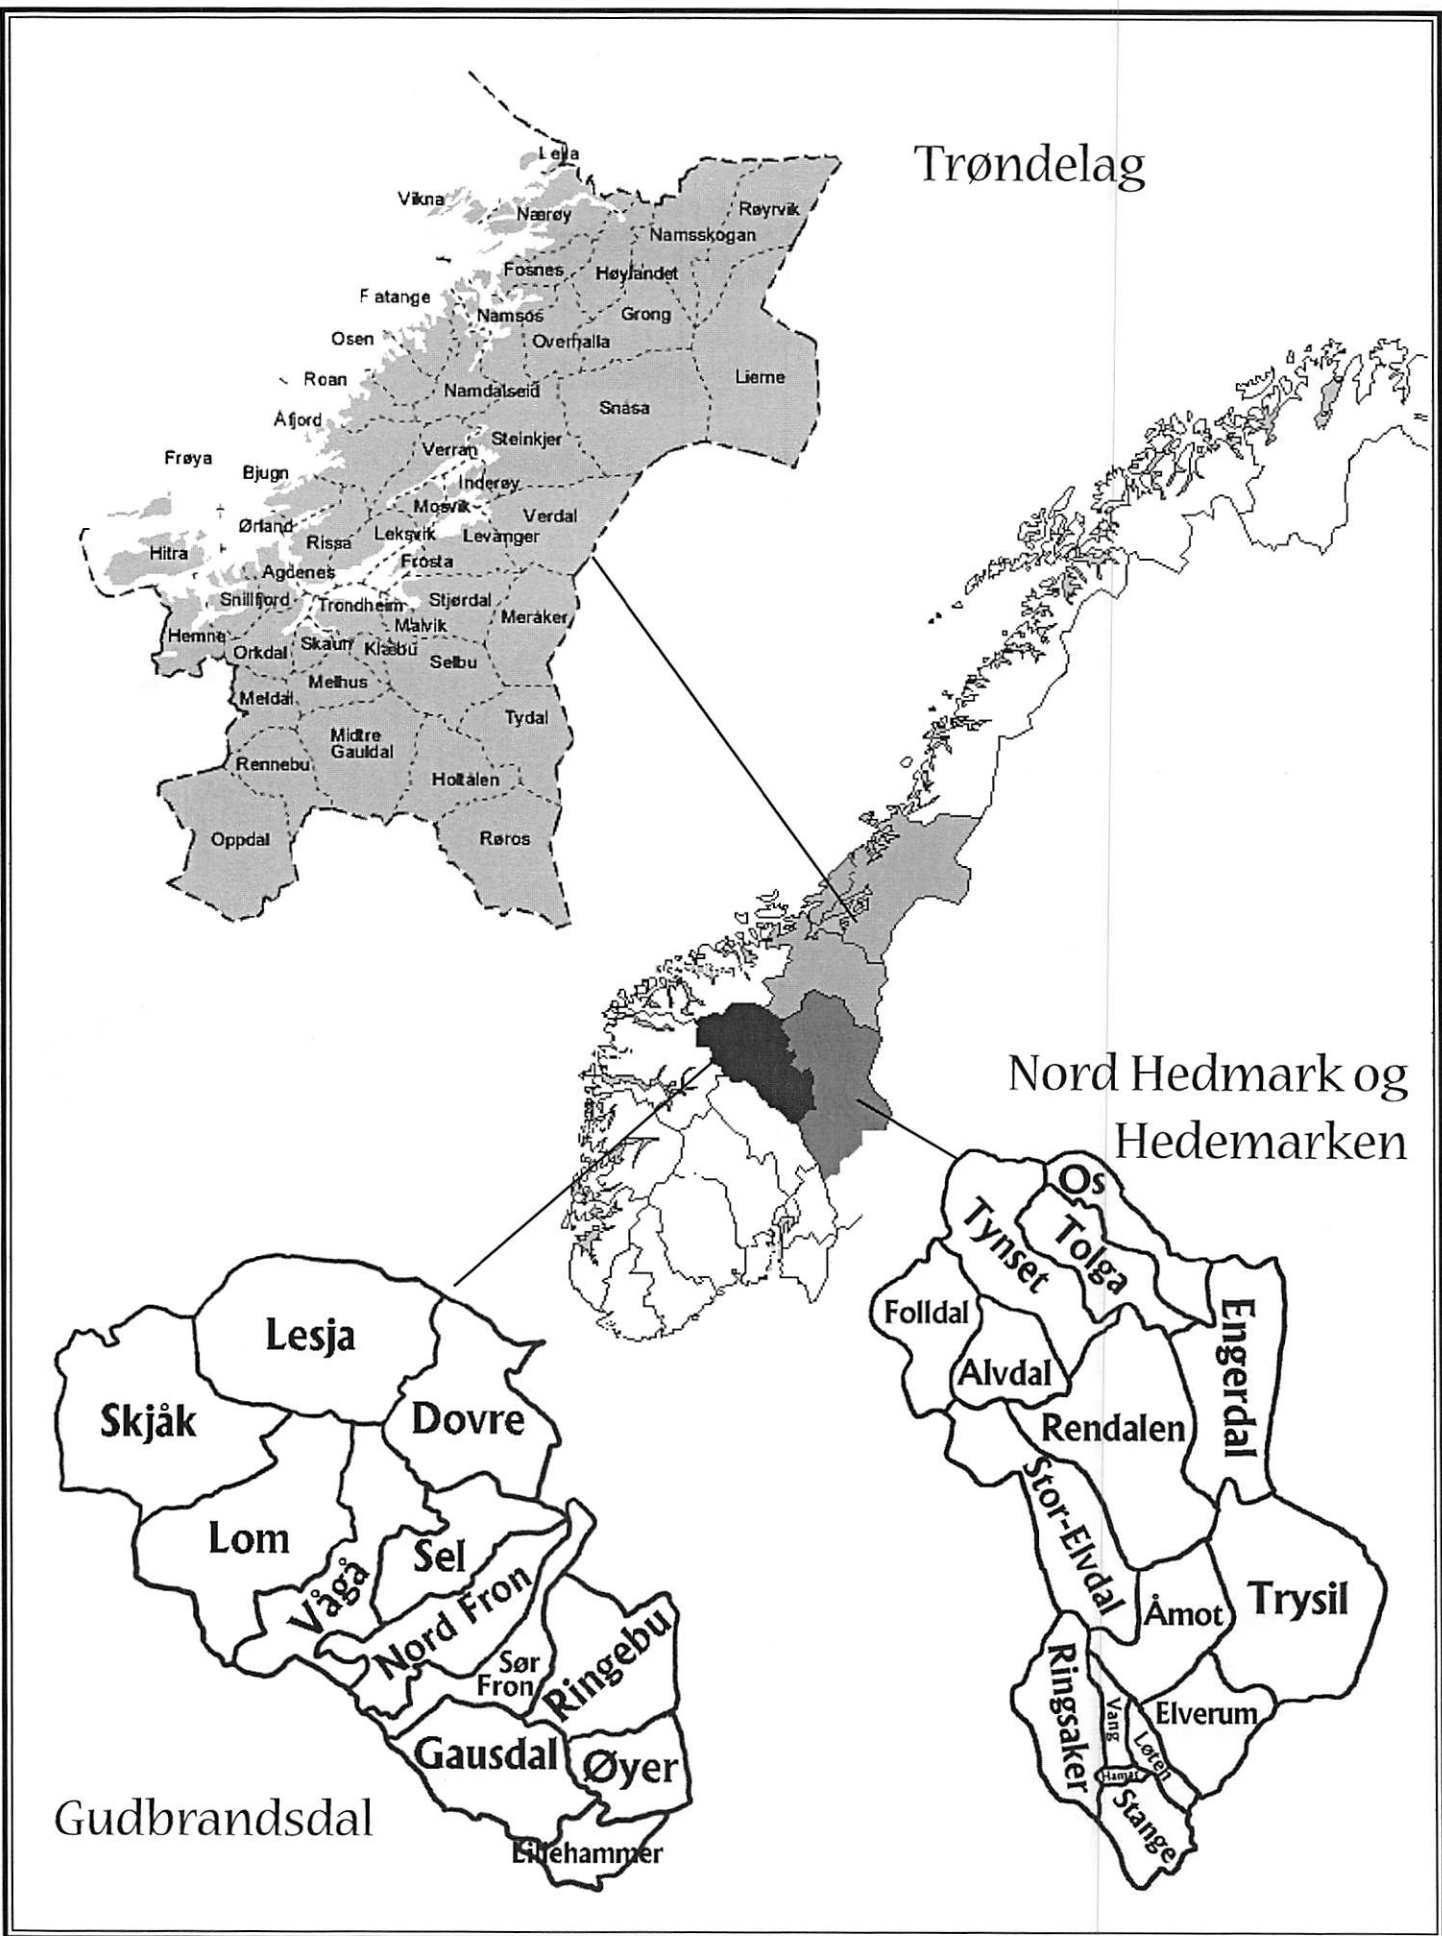 Trøndelag
Leka
Vikna
Nærøy
Røyrvik
Namsskogan
Fosnes
Høylandet
F atange
Namsos
Grong
Osen
Overhalla
Roan
Namdalseid
Lierne
Snåsa
Åfjord
Steinkjer
Verran
Frøya
Bjugn
Inderøy
Mosvik
Verdal
Ørland
Rissa
Leksvik
Levanger
Hitra
Frosta
Agdenes
Snillfjord
Trondheim
Stjørdal
Meråker
Malvik
Hemne
Orkdal
Skaun
Klæbu
Selbu
Melhus
Meldal
Tydal
Midtre
Gauldal
Rennebu
Holtålen
Oppdal
Røros
Nord Hedmark og
Hedemarken
Os
Tynset
Tolga
Folldal
Alvdal
Engerdal
Rendalen
Stor-Elvdal
Åmot
Trysil
Ringsaker
Vang
Løten
Elverum
Hamar
Stange
Lesja
Skjåk
Dovre
Lom
Sel
Vågå
Nord Fron
Sør
Fron
Ringebu
Gausdal
Øyer
Lillehammer
Gudbrandsdal